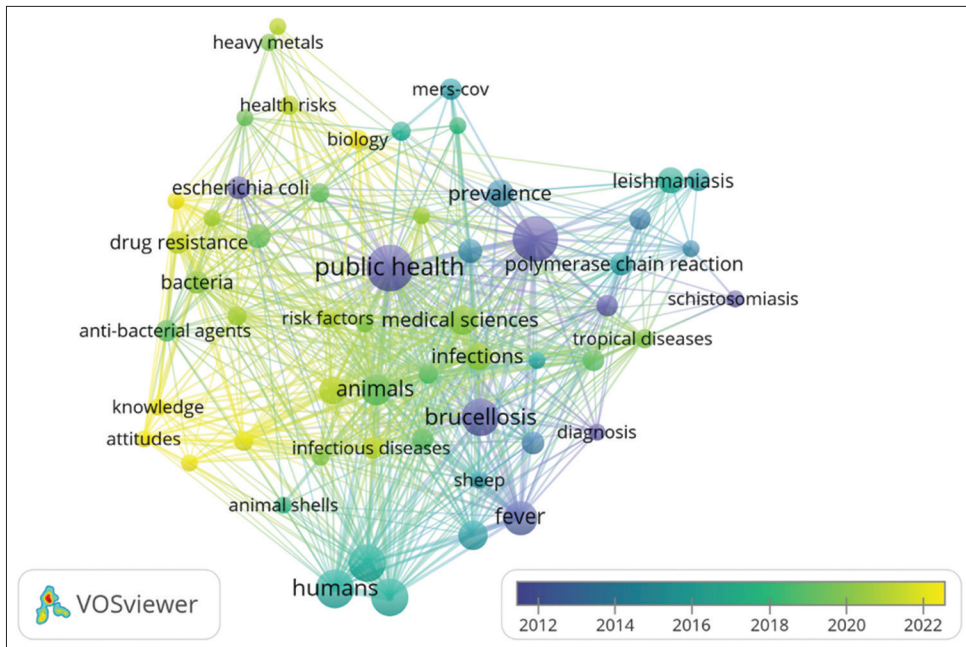 heavy metals
mers-cov
health risks
biology
escherichia coli
prevalence
leishmaniasis
drug resistance
public health
polymerase chain reaction
bacteria
schistosomiasis
anti-bacterial agents
risk factors
medical sciences
tropical diseases
infections
animals
knowledge
brucellosis
attitudes
diagnosis
infectious diseases
sheep
animal shells
fever
humans
VOSviewer
2012 2014 2016 2018 2020 2022